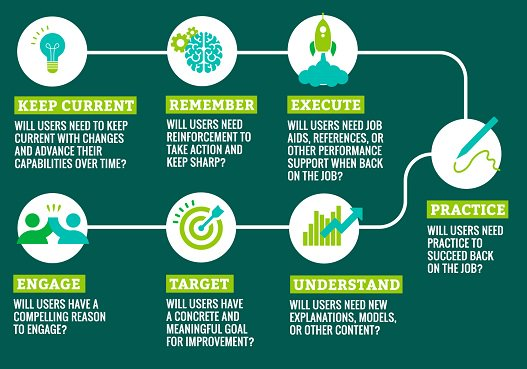 KEEP CURRENT
WILL USERS NEED TO KEEP
CURRENT WITH CHANGES
AND ADVANCE THEIR
CAPABILITIES OVER TIME?
REMEMBER
WILL USERS NEED
REINFORCEMENT TO
TAKE ACTION AND
KEEP SHARP?
EXECUTE
WILL USERS NEED JOB
AIDS, REFERENCES, OR
OTHER PERFORMANCE
SUPPORT WHEN BACK
ON THE JOB?
PRACTICE
WILL USERS NEED
PRACTICE TO
SUCCEED BACK
ON THE JOB?
ENGAGE
WILL USERS HAVE A
COMPELLING REASON
TO ENGAGE?
TARGET
WILL USERS HAVE
A CONCRETE AND
MEANINGFUL GOAL
FOR IMPROVEMENT?
UNDERSTAND
WILL USERS NEED NEW
EXPLANATIONS, MODELS,
OR OTHER CONTENT?